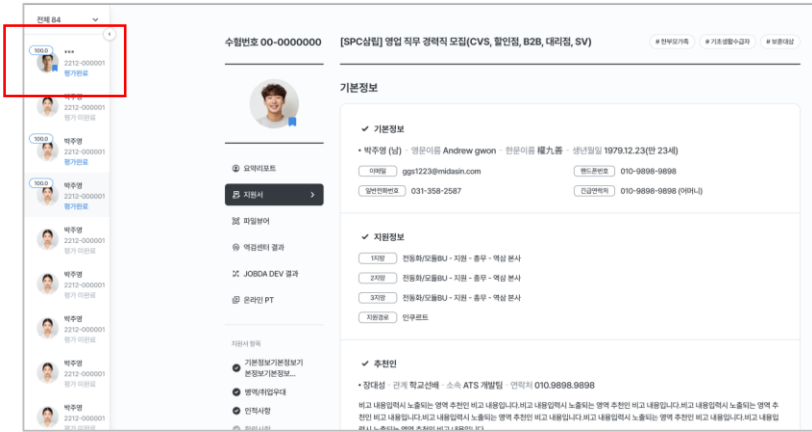 전체 84
100.0
***
2212-000001
평가완료
박주영
2212-000001
평가 미완료
100.0
박주영
2212-000001
평가완료
100.0
박주영
2212-000001
평가완료
박주영
2212-000001
평가 미완료
박주영
2212-000001
평가 미완료
박주영
2212-000001
평가 미완료
박주영
2212-000001
평가 미완료
박주영
2212-000001
평가 미완료
수험번호 00-0000000
요약리포트
지원서
파일뷰어
역검센터 결과
JOBDA DEV 결과
온라인 PT
지원서 항목
기본정보기본정보기
본정보기본정보...
병역/취업우대
인적사항
[SPC삼립] 영업 직무 경력직 모집(CVS, 할인점, B2B, 대리점, SV)
# 한부모가족 # 기초생활수급자 # 보훈대상
기본정보
기본정보
• 박주영 (남) · 영문이름 Andrew gwon · 한문이름 權九善 · 생년월일 1979.12.23(만 23세)
이메일 ggs1223@midasin.com 핸드폰번호 010-9898-9898
일반전화번호 031-358-2587 긴급연락처 010-9898-9898 (어머니)
지원정보
1지망 전동화/모듈BU - 지원 - 총무 - 역삼 본사
2지망 전동화/모듈BU - 지원 - 총무 - 역삼 본사
3지망 전동화/모듈BU - 지원 - 총무 - 역삼 본사
지원경로 인쿠르트
추천인
• 장대성 · 관계 학교선배 · 소속 ATS 개발팀 · 연락처 010.9898.9898
비고 내용입력시 노출되는 영역 추천인 비고 내용입니다.비고 내용입력시 노출되는 영역 추천인 비고 내용입니다.비고 내용입력시 노출되는 영역 추
천인 비고 내용입니다.비고 내용입력시 노출되는 영역 추천인 비고 내용입니다.비고 내용입력시 노출되는 영역 추천인 비고 내용입니다.비고 내용입